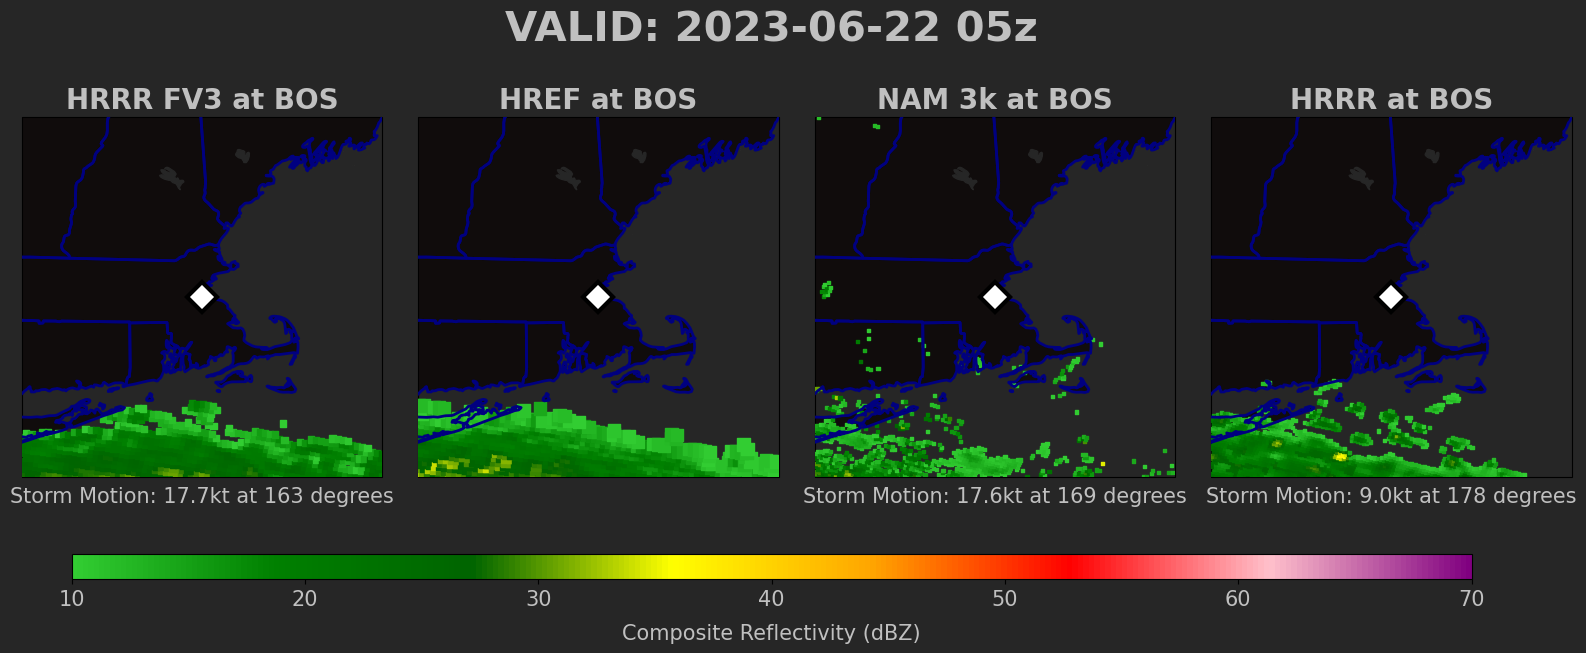 VALID: 2023-06-22 05z
HRRR FV3 at BOS
HREF at BOS
NAM 3k at BOS
HRRR at BOS
Storm Motion: 17.7kt at 163 degrees
Storm Motion: 17.6kt at 169 degrees
Storm Motion: 9.0kt at 178 degrees
10 20 30 40 50 60 70
Composite Reflectivity (dBZ)